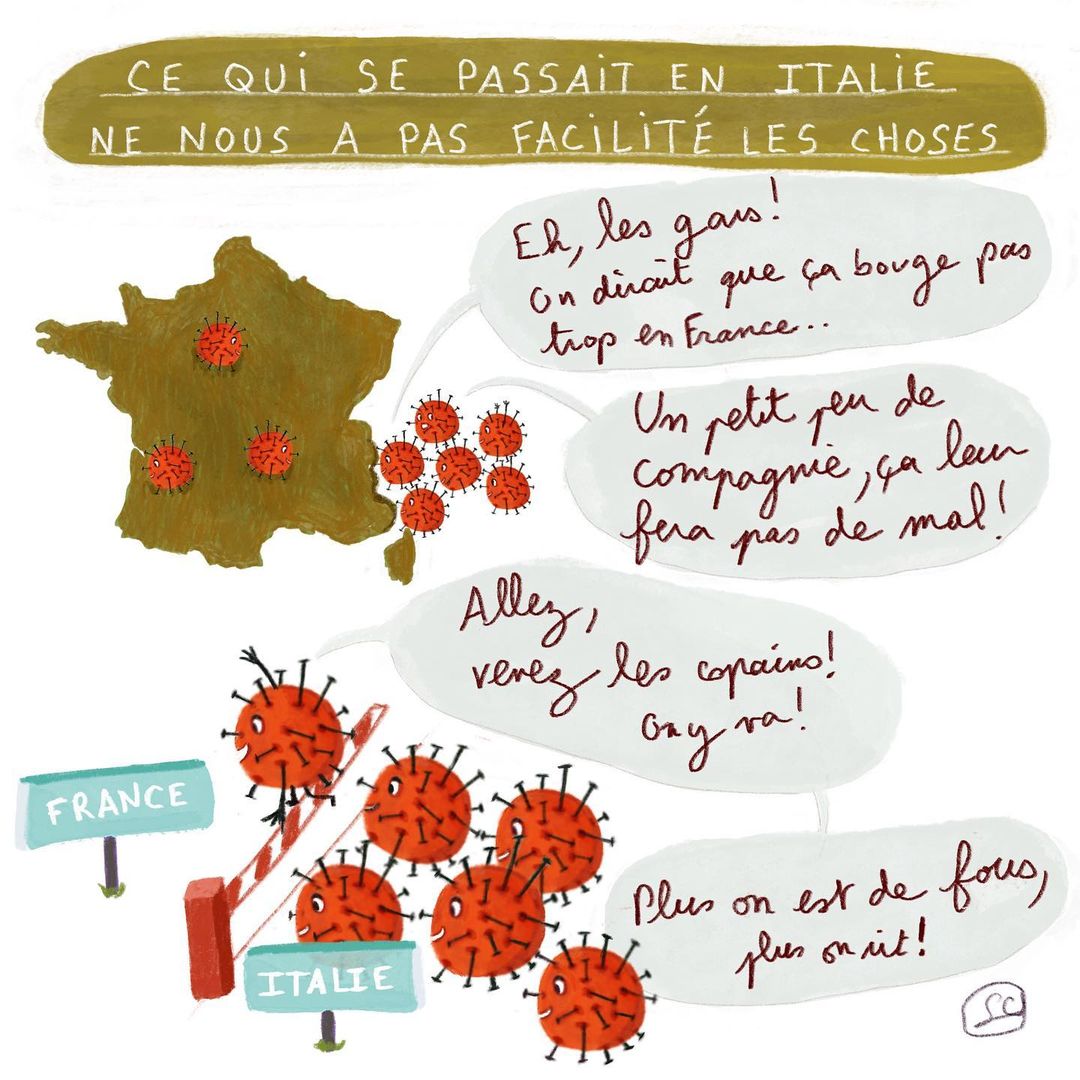 CE QUi SE PASSAiT EN ITALiE
NE NOUS A PAS FACiLiTÉ LES CHOSES
Eh, les gars!
On dirait que ça bouge pas
trop en France..
Un petit peu de
compagnie, ça leur
fera pas de mal!
Allez,
venez les copains!
on y va!
FRANCE
Plus on est de fous,
plus on rit!
ITALIE
SC